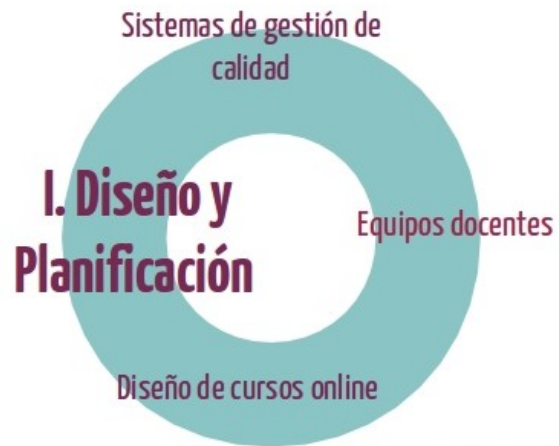 Sistemas de gestión de
calidad
I. Diseño y
Planificación
Equipos docentes
Diseño de cursos online